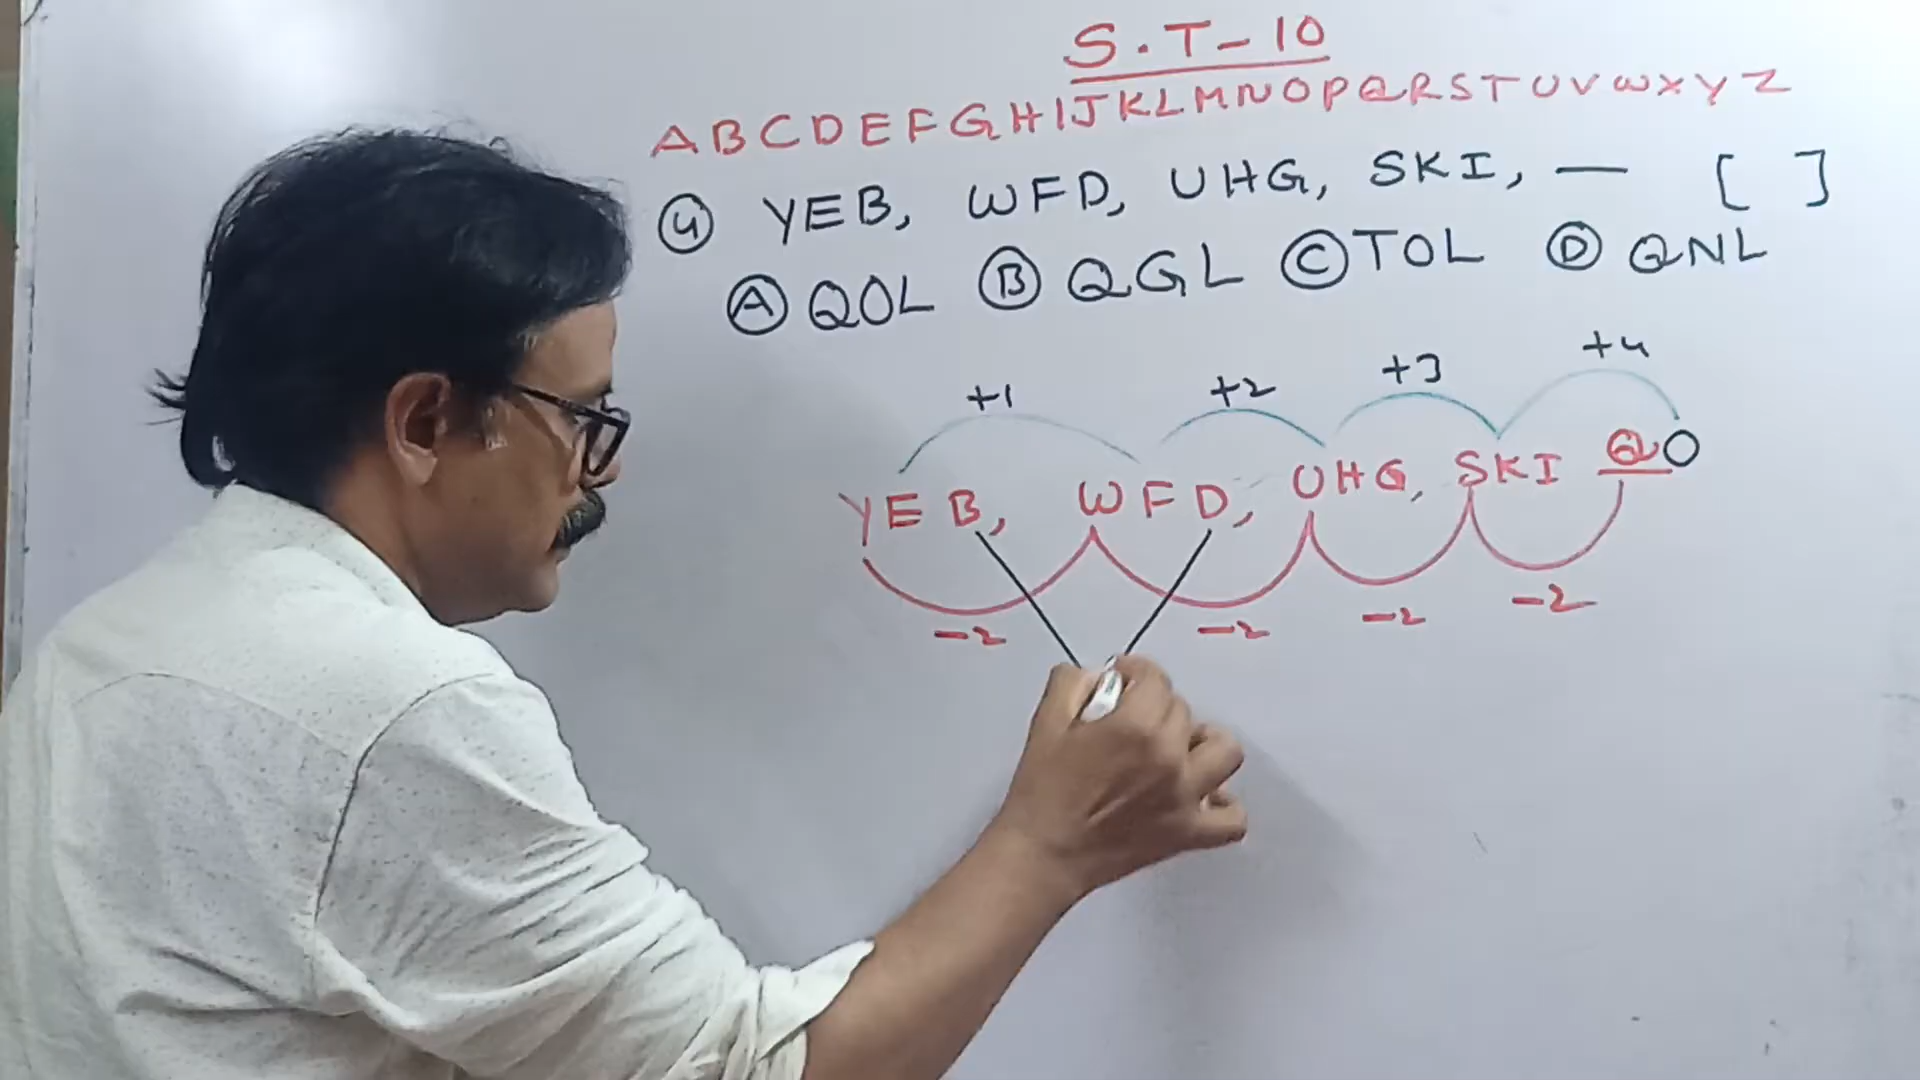 S.T-10
ABCDEFGHIJKLMNOPQRSTUVWXYZ
④ YEB, WFD, UHG, SKI, — [ ]
Ⓐ QOL Ⓑ QGL Ⓒ TOL Ⓓ QNL
+1 +2 +3 +4
YEB, WFD, UHG, SKI QO
-2 -2 -2 -2